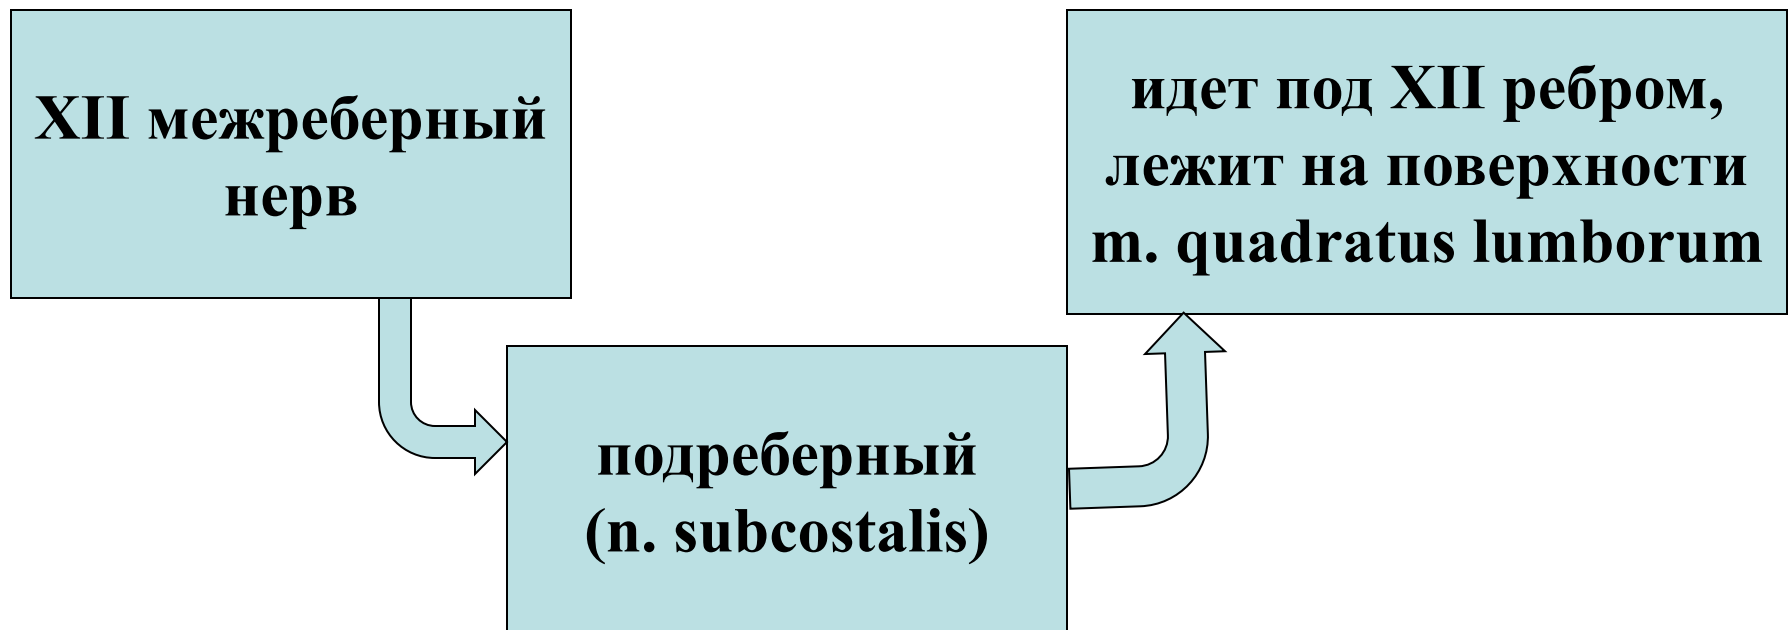 XII межреберный
нерв
подреберный
(n. subcostalis)
идет под XII ребром,
лежит на поверхности
m. quadratus lumborum